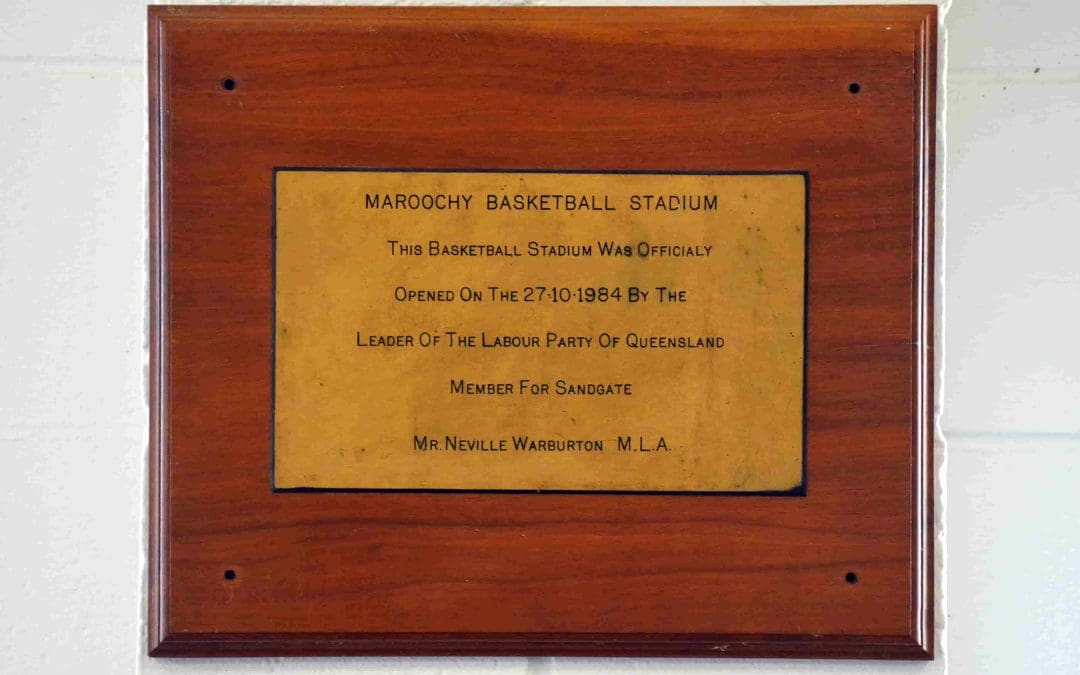 MAROOCHY BASKETBALL STADIUM
THIS BASKETBALL STADIUM WAS OFFICIALY
OPENED ON THE 27·10·1984 BY THE
LEADER OF THE LABOUR PARTY OF QUEENSLAND
MEMBER FOR SANDGATE
MR. NEVILLE WARBURTON M.L.A.